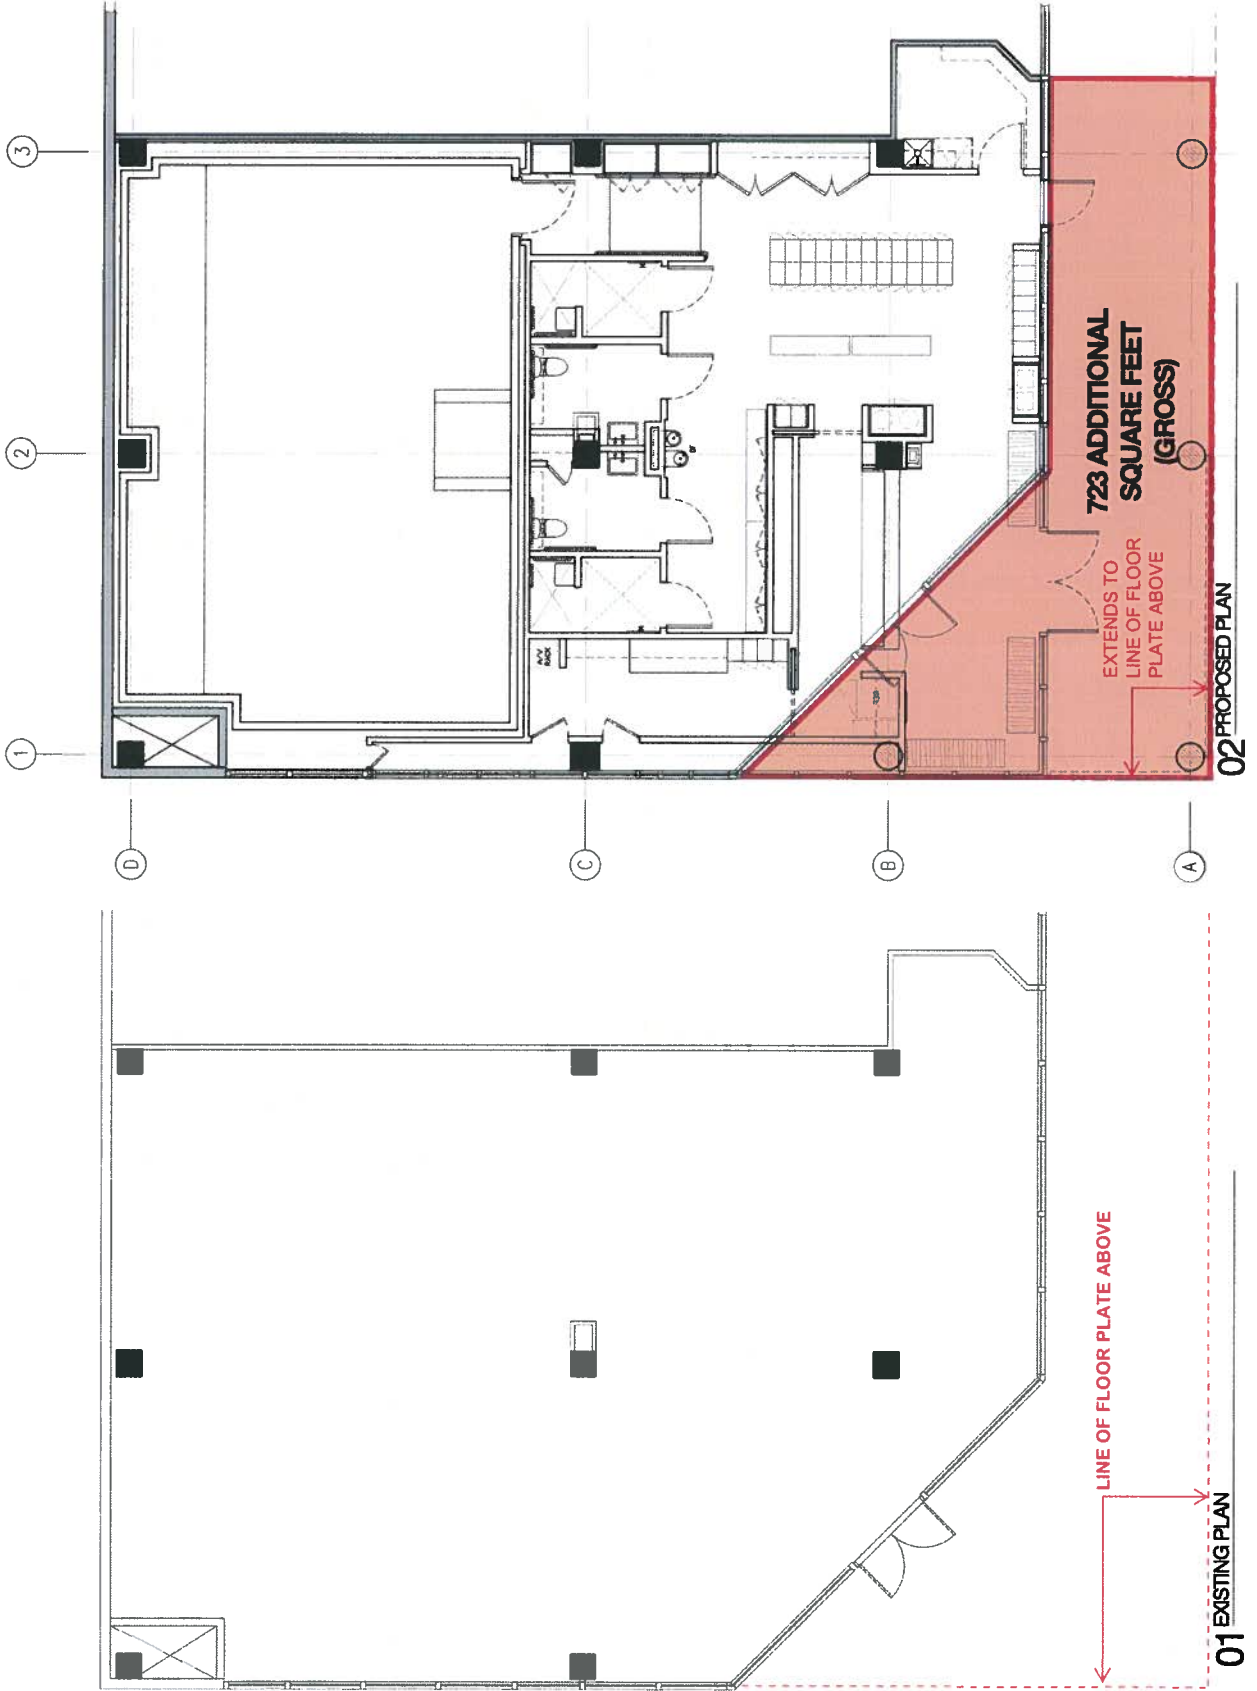 3
2
1
D
C
B
A
A/V
RACK
723 ADDITIONAL
SQUARE FEET
(GROSS)
EXTENDS TO
LINE OF FLOOR
PLATE ABOVE
02 PROPOSED PLAN
LINE OF FLOOR PLATE ABOVE
01 EXISTING PLAN